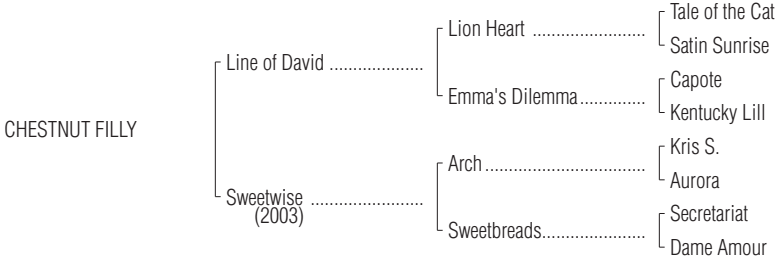 Tale of the Cat
Lion Heart ........................
Satin Sunrise
Line of David ....................
Capote
Emma's Dilemma..............
Kentucky Lill
CHESTNUT FILLY
Kris S.
Arch..................................
Aurora
Sweetwise ........................
(2003)
Secretariat
Sweetbreads......................
Dame Amour